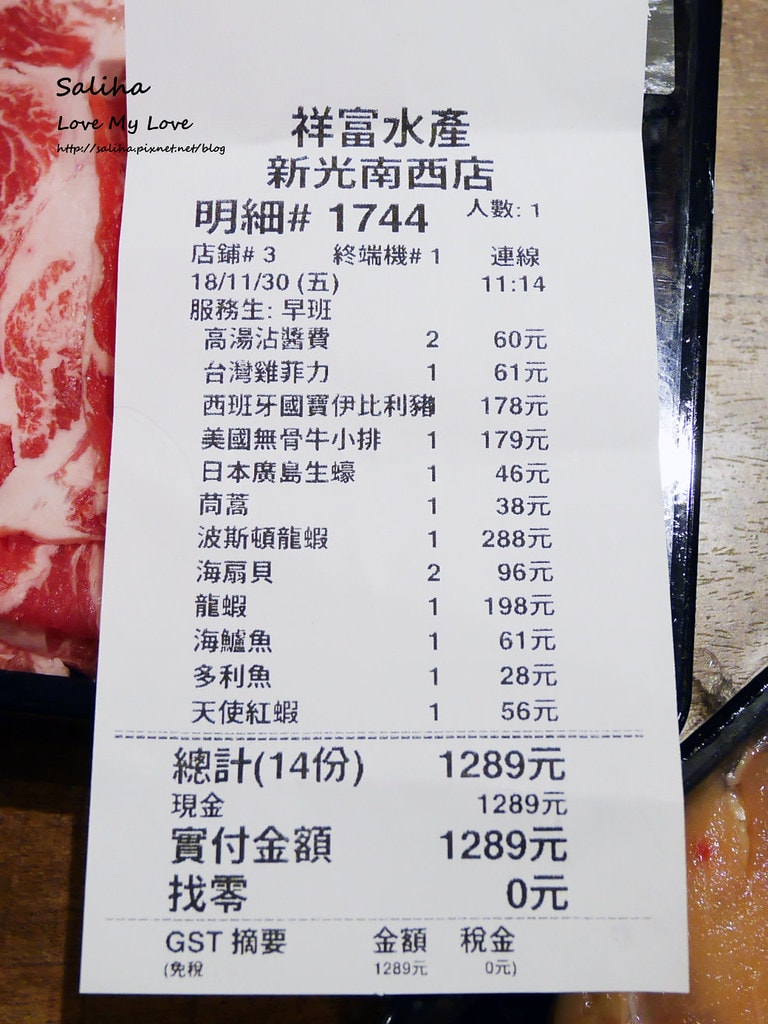 Saliha
Love My Love
http://saliha.pixnet.net/blog
祥富水產
新光南西店
明細# 1744 人數: 1
店鋪# 3 終端機# 1 連線
18/11/30 (五) 11:14
服務生: 早班
高湯沾醬費 2 60元
台灣雞菲力 1 61元
西班牙國寶伊比利豬 1 178元
美國無骨牛小排 1 179元
日本廣島生蠔 1 46元
茼蒿 1 38元
波斯頓龍蝦 1 288元
海扇貝 2 96元
龍蝦 1 198元
海鱸魚 1 61元
多利魚 1 28元
天使紅蝦 1 56元
總計(14份) 1289元
現金 1289元
實付金額 1289元
找零 0元
GST 摘要 金額 稅金
(免稅 1289元 0元)